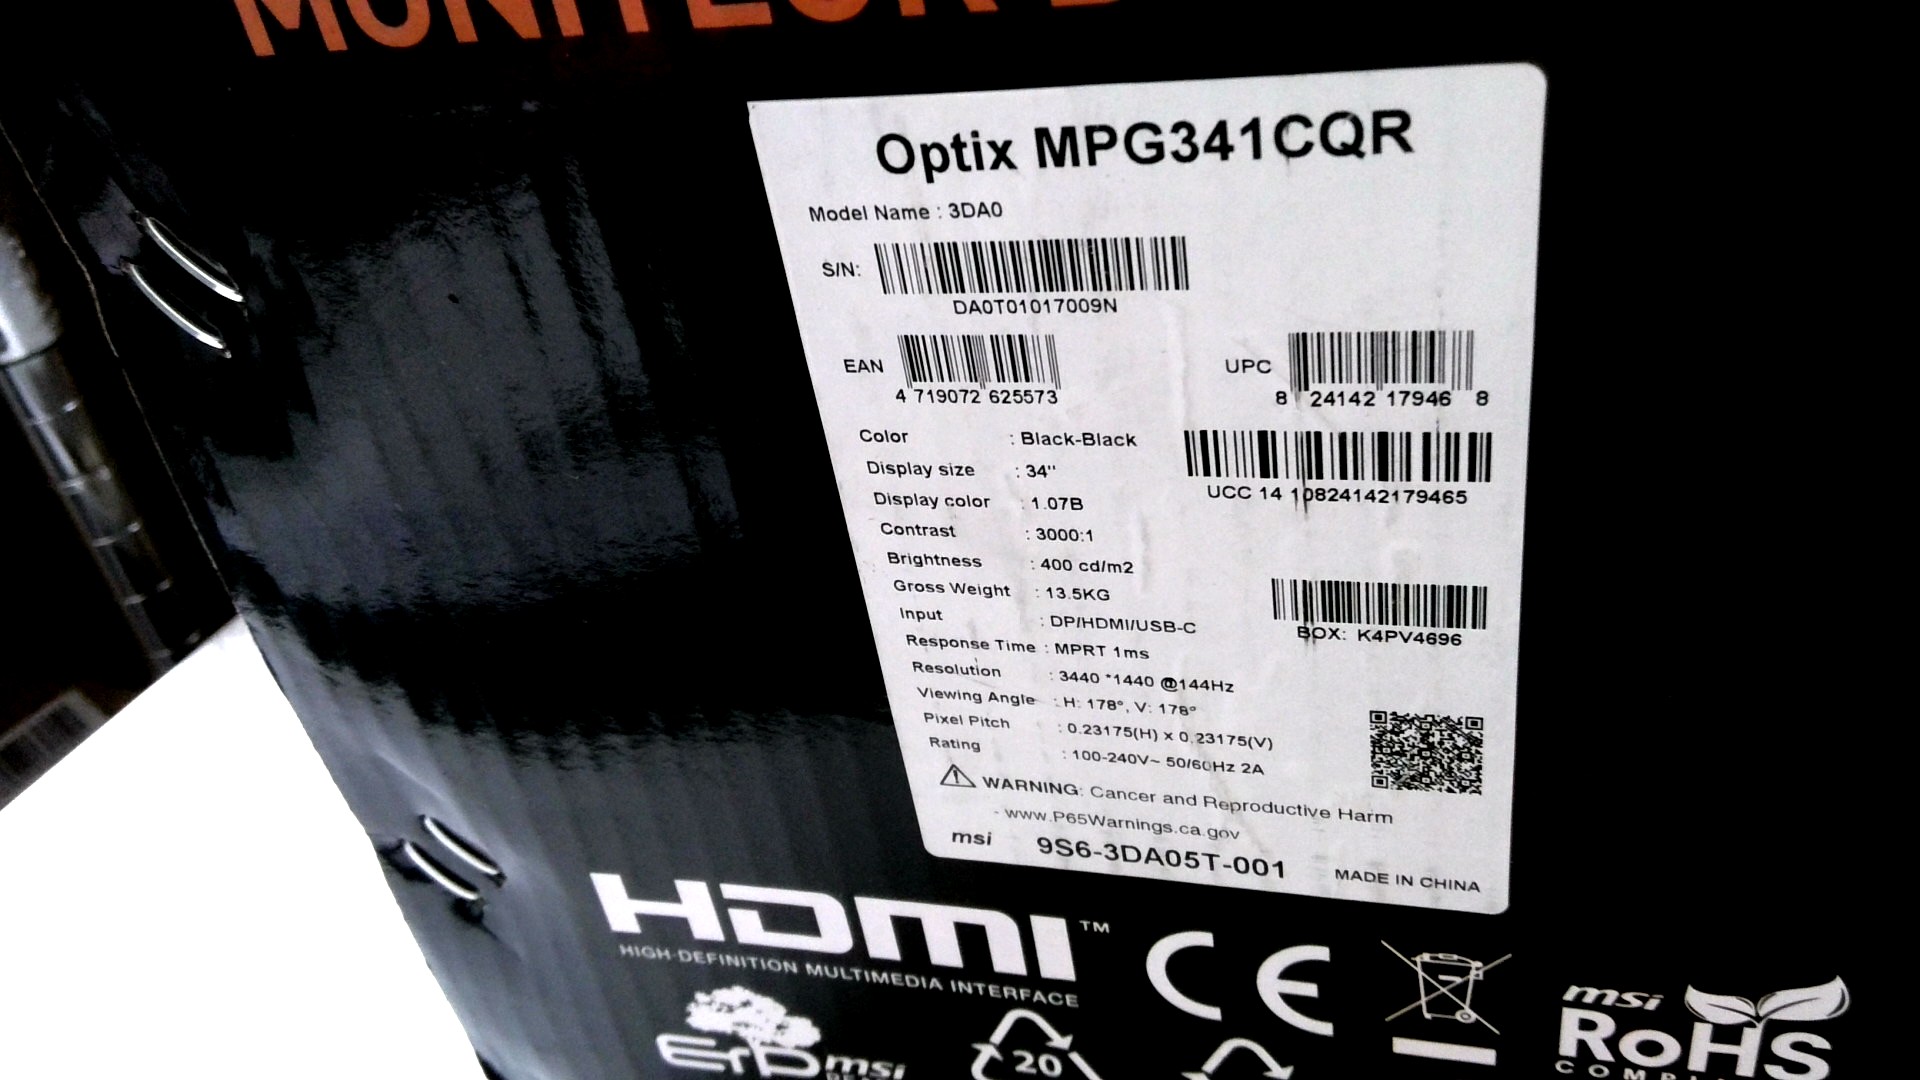 Optix MPG341CQR
Model Name : 3DA0
S/N:
DA0T01017009N
EAN
4 719072 625573
UPC
8 24142 17946 8
Color : Black-Black
UCC 14 10824142179465
Display size : 34"
Display color : 1.07B
Contrast : 3000:1
Brightness : 400 cd/m2
Gross Weight : 13.5KG
BOX: K4PV4696
Input : DP/HDMI/USB-C
Response Time : MPRT 1ms
Resolution : 3440 *1440 @144Hz
Viewing Angle : H: 178°, V: 178°
Pixel Pitch : 0.23175(H) x 0.23175(V)
Rating : 100-240V~ 50/60Hz 2A
WARNING: Cancer and Reproductive Harm
- www.P65Warnings.ca.gov
msi 9S6-3DA05T-001 MADE IN CHINA
HDMI™
HIGH-DEFINITION MULTIMEDIA INTERFACE
CE
ErP msi
20
msi
RoHS